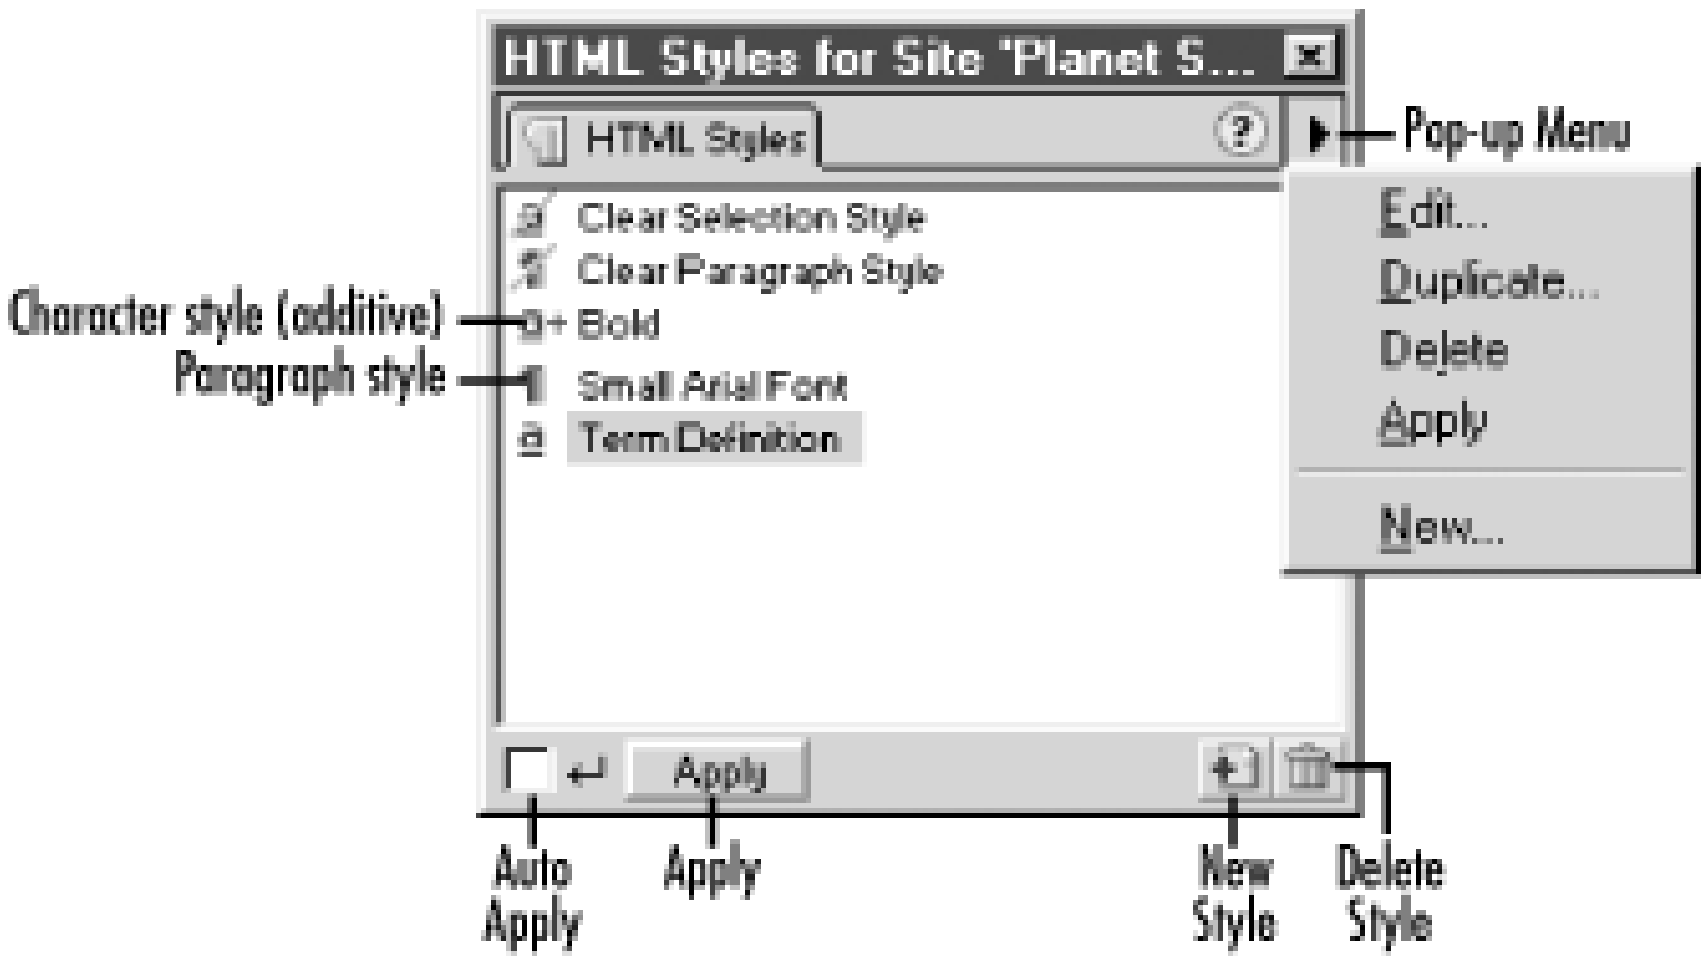 HTML Styles for Site 'Planet S...
HTML Styles
?
Pop-up Menu
Clear Selection Style
Clear Paragraph Style
Character style (additive)
a+ Bold
Paragraph style
¶ Small Arial Font
a Term Definition
Edit...
Duplicate...
Delete
Apply
New...
Apply
Auto
Apply
Apply
New
Style
Delete
Style